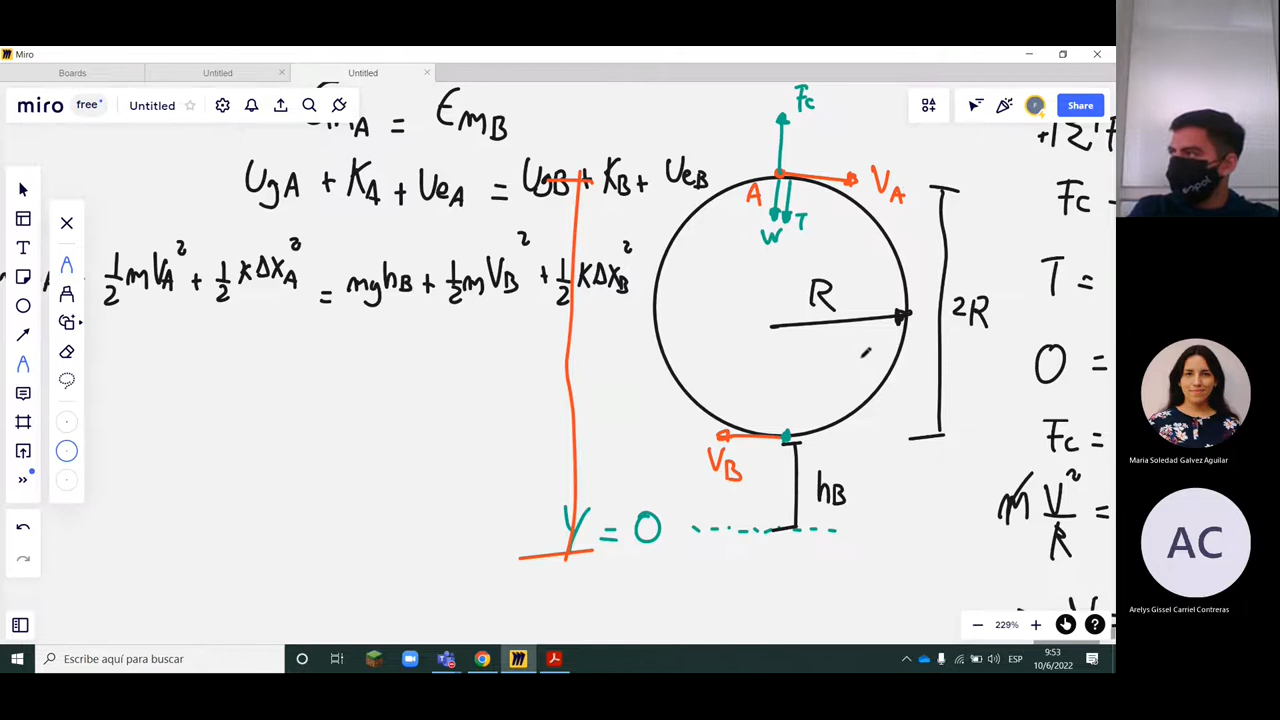 Miro
Boards
Untitled
Untitled
miro
free
Untitled
F
Share
= EmB
UgA + KA + UeA = UgB + KB + UeB
½mVA² + ½KΔXA² = mghB + ½mVB² + ½KΔXB²
Fc
A
VA
W
T
R
2R
VB
hB
Y = 0
Fc
T =
0 =
Fc =
m V²/R =
espol
Maria Soledad Galvez Aguilar
AC
Arelys Gissel Carriel Contreras
229%
Escribe aquí para buscar
ESP
9:53
10/6/2022